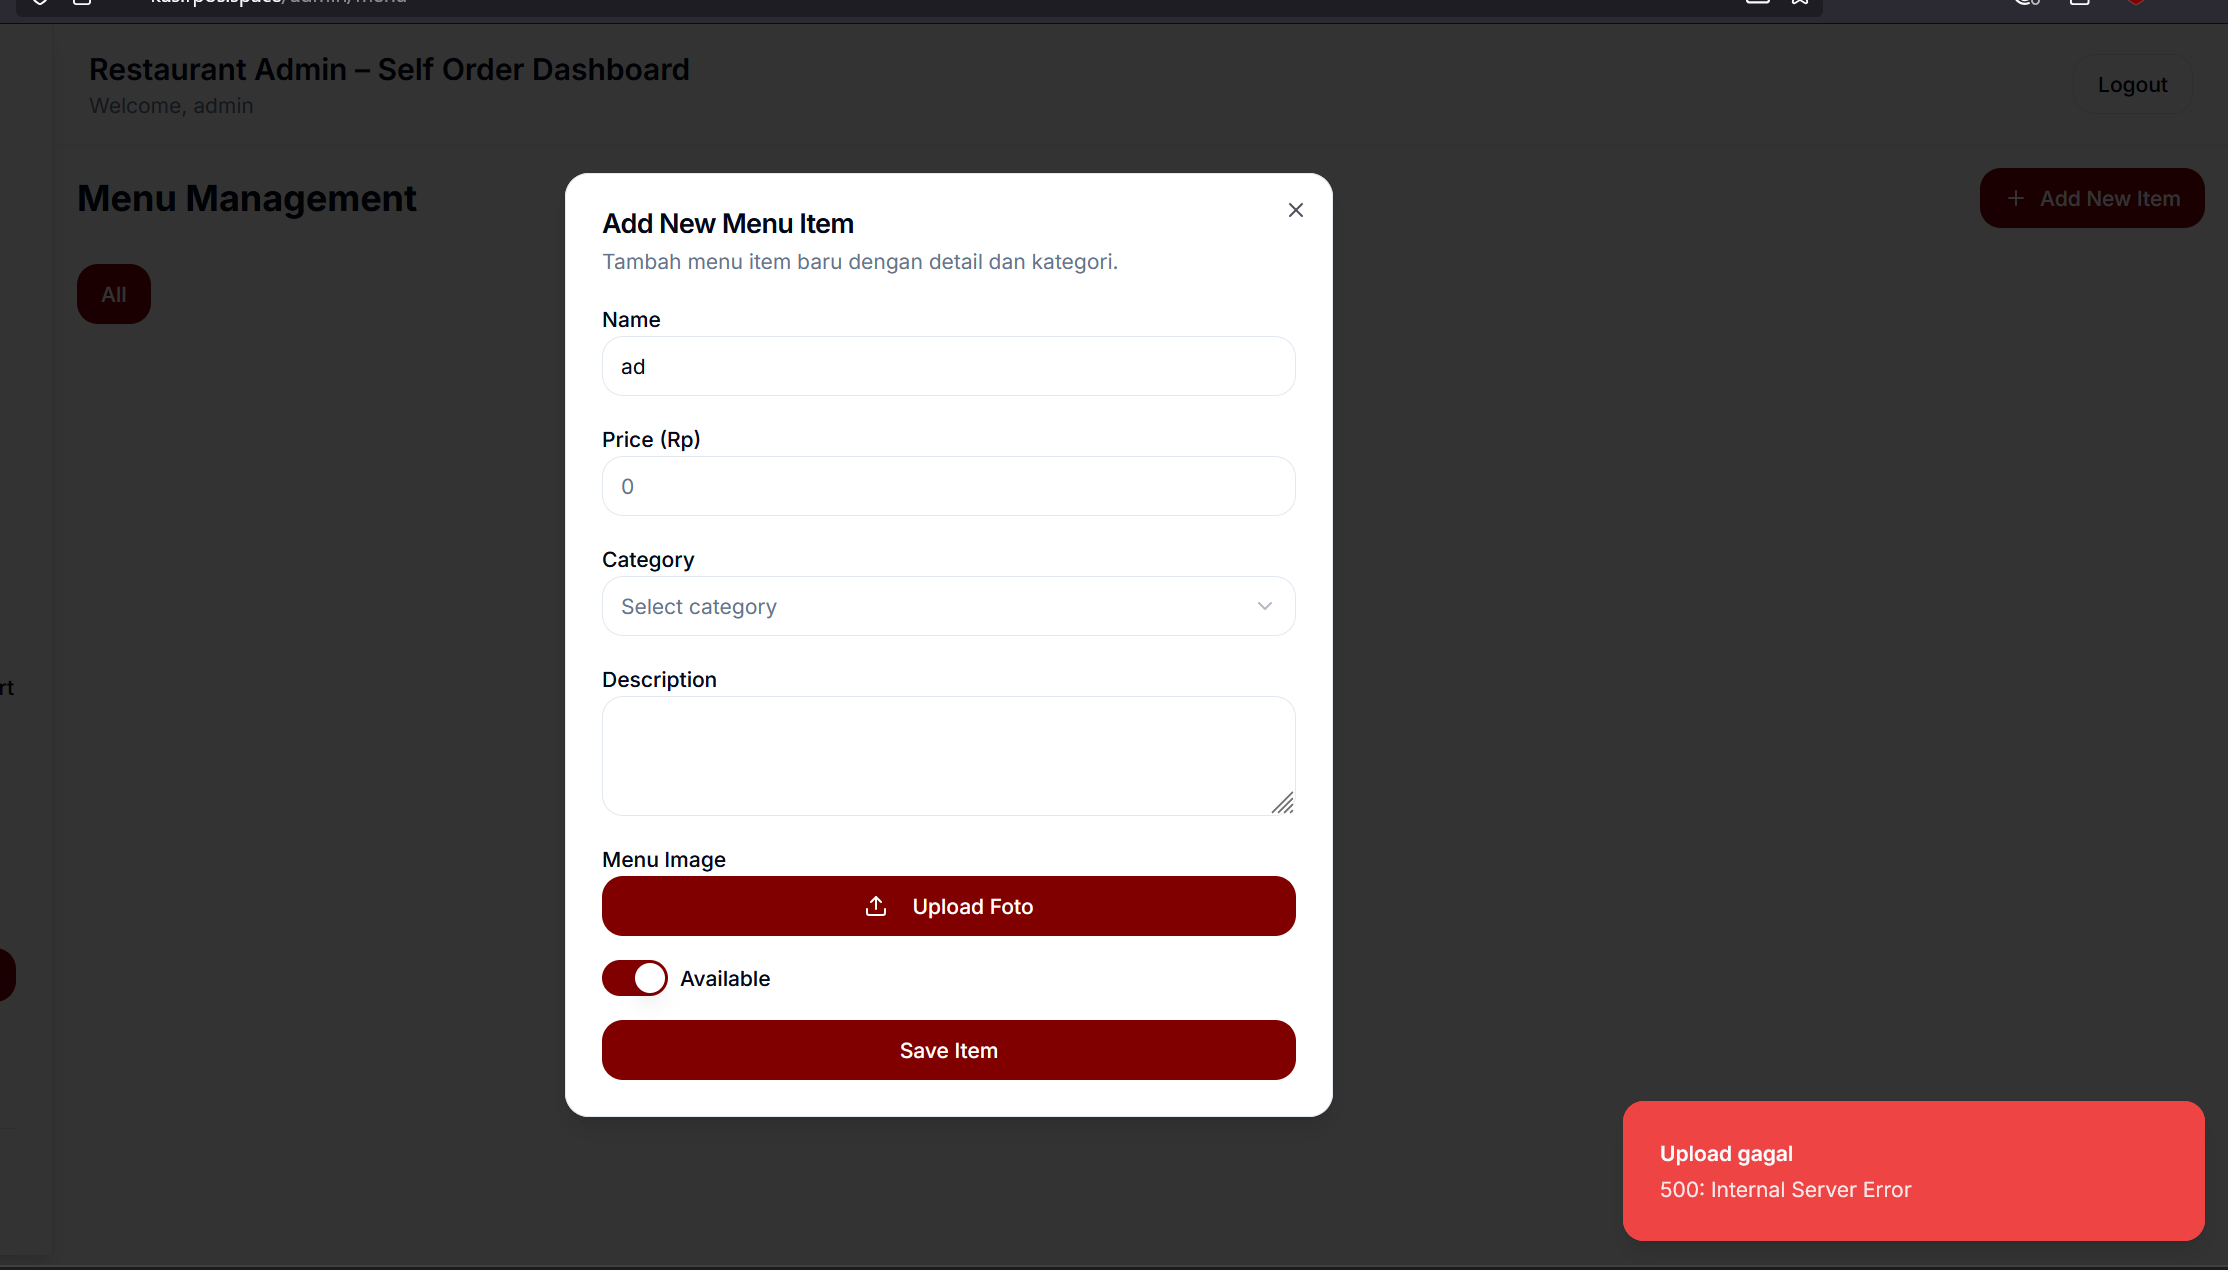 Restaurant Admin – Self Order Dashboard
Welcome, admin
Logout
Menu Management
Add New Item
All
rt
Add New Menu Item
Tambah menu item baru dengan detail dan kategori.
Name
ad
Price (Rp)
0
Category
Select category
Description
Menu Image
Upload Foto
Available
Save Item
Upload gagal
500: Internal Server Error